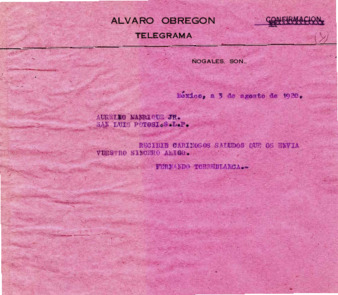 ALVARO OBREGON
CONFIRMACION
TELEGRAMA
NOGALES. SON.
México, a 3 de agosto de 1920.
AURELIO MANRIQUE JR.
SAN LUIS POTOSI.S.L.P.
RECIBID CARIÑOSOS SALUDOS QUE OS ENVIA
VUESTRO SINCERO AMIGO.
FERNANDO TORREBLANCA.-